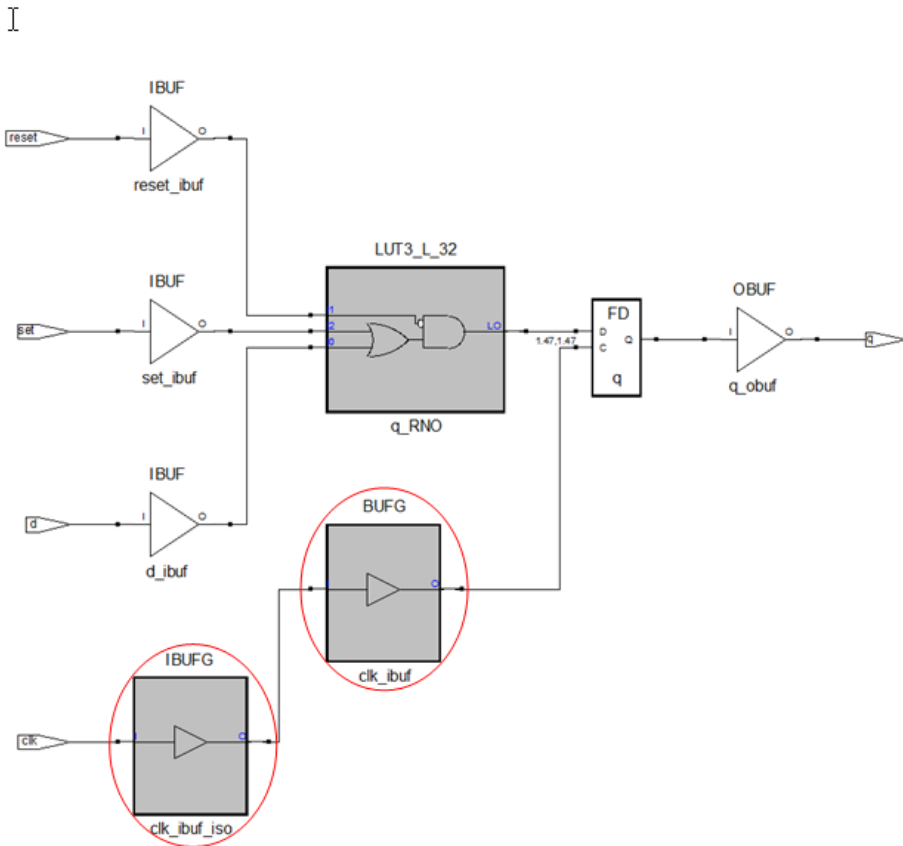 IBUF
reset
I
O
reset_ibuf
LUT3_L_32
IBUF
set
I
O
set_ibuf
1
2
0
LO
q_RNO
1.47,1.47
FD
D
C
Q
q
OBUF
I
O
q_obuf
q
IBUF
d
I
O
d_ibuf
BUFG
I
O
clk_ibuf
IBUFG
clk
I
O
clk_ibuf_iso